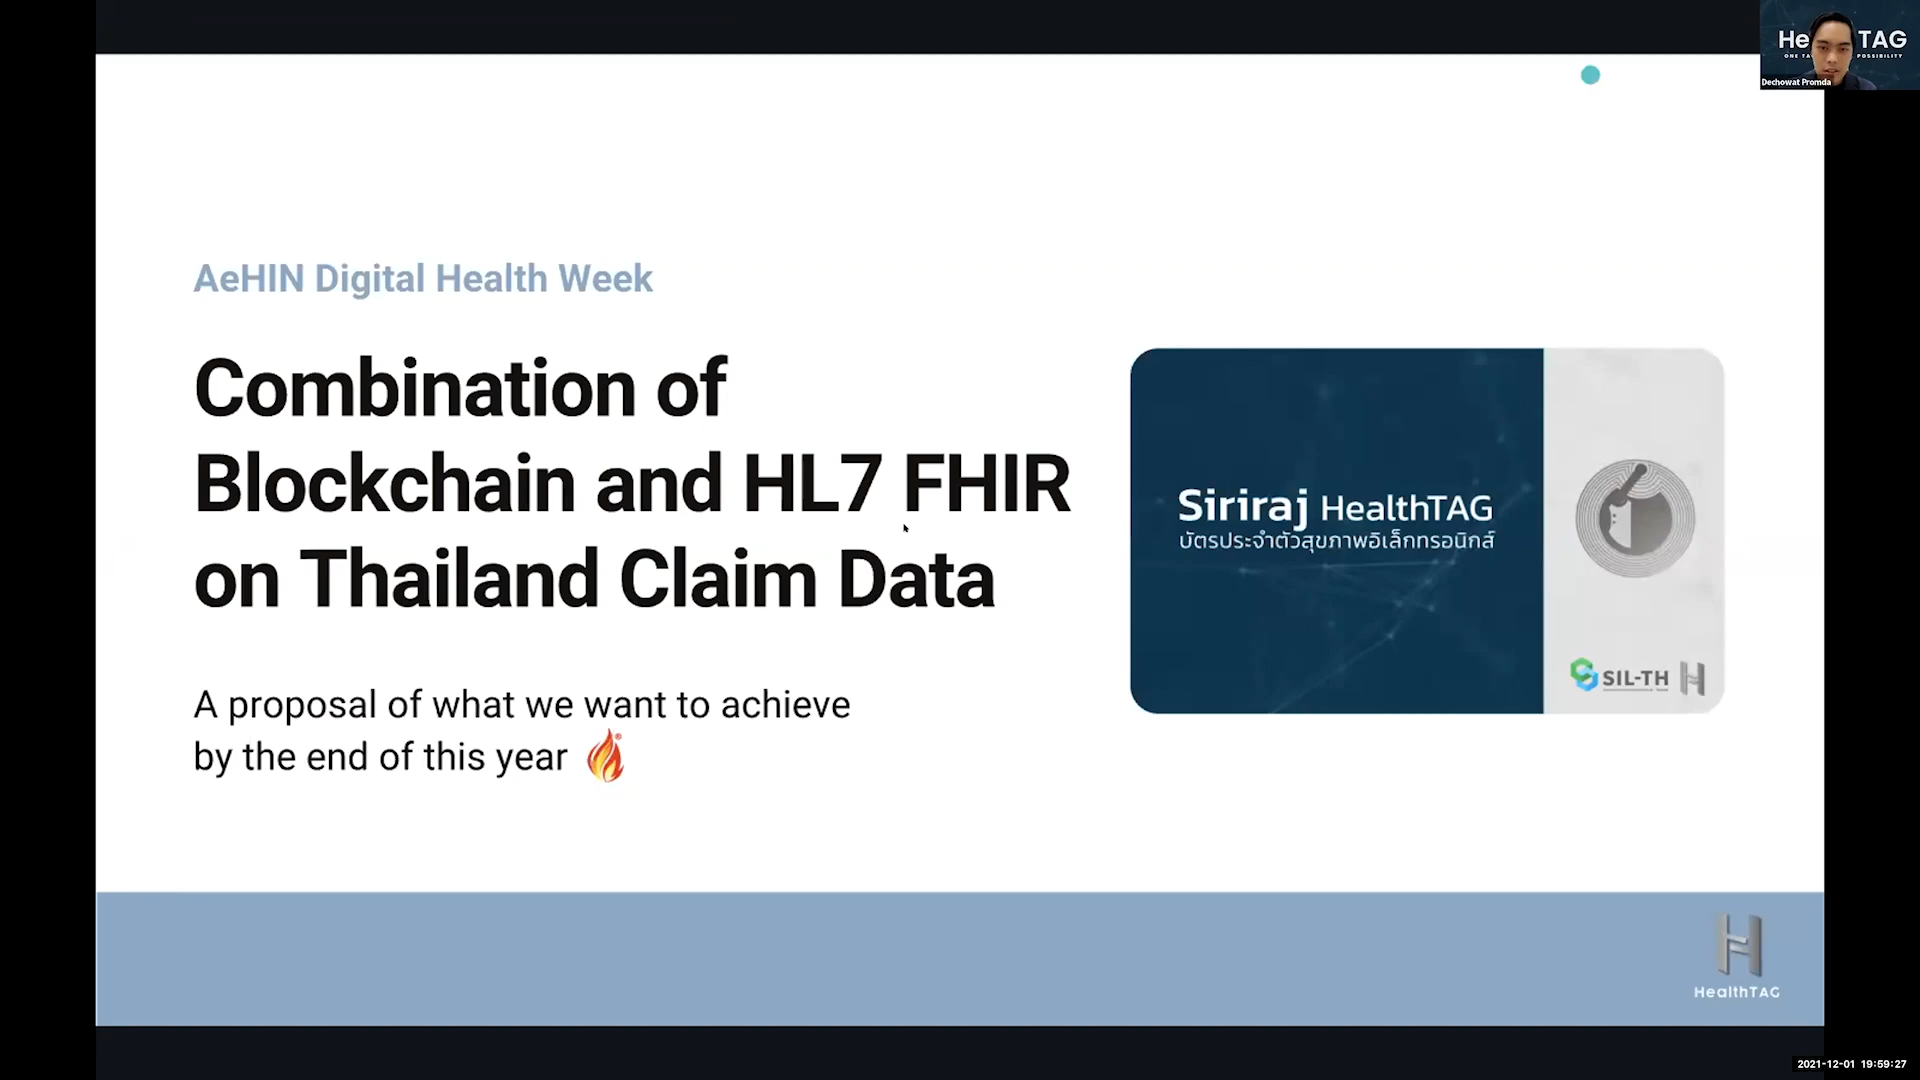 He TAG
ONE TA POSSIBILITY
Dechowat Promda
AeHIN Digital Health Week
Combination of
Blockchain and HL7 FHIR
on Thailand Claim Data
A proposal of what we want to achieve
by the end of this year
Siriraj HealthTAG
บัตรประจำตัวสุขภาพอิเล็กทรอนิกส์
SIL-TH
HealthTAG
2021-12-01 19:59:27